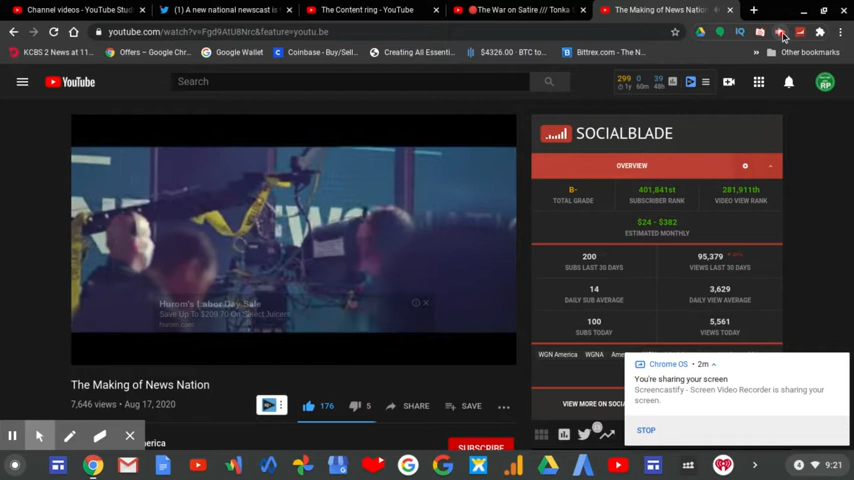 Channel videos - YouTube Stud
(1) A new national newscast is
The Content ring - YouTube
The War on Satire /// Tonka
The Making of News Nation
youtube.com/watch?v=Fgd9AtU8Nrc&feature=youtu.be
KCBS 2 News at 11...
Offers – Google Chr...
Google Wallet
Coinbase - Buy/Sell...
Creating All Essenti...
$4326.00 - BitStamp...
Bittrex.com - The N...
Other bookmarks
YouTube
Search
299 0 39
1y 60m 48h
RP
SOCIALBLADE
OVERVIEW
B-
TOTAL GRADE
401,841st
SUBSCRIBER RANK
281,911th
VIDEO VIEW RANK
$24 - $382
ESTIMATED MONTHLY
200
SUBS LAST 30 DAYS
95,379
VIEWS LAST 30 DAYS
14
DAILY SUB AVERAGE
3,629
DAILY VIEW AVERAGE
100
SUBS TODAY
5,561
VIEWS TODAY
WGN America WGNA Ame
VIEW MORE ON SOCIA
Hurom's Labor Day Sale
Save Up To $209.70 On Select Juicers
hurom.com
The Making of News Nation
7,646 views • Aug 17, 2020
176
5
SHARE
SAVE
erica
SUBSCRIBE
Chrome OS • 2m
You're sharing your screen
Screencastify - Screen Video Recorder is sharing your
screen.
STOP
4 9:21